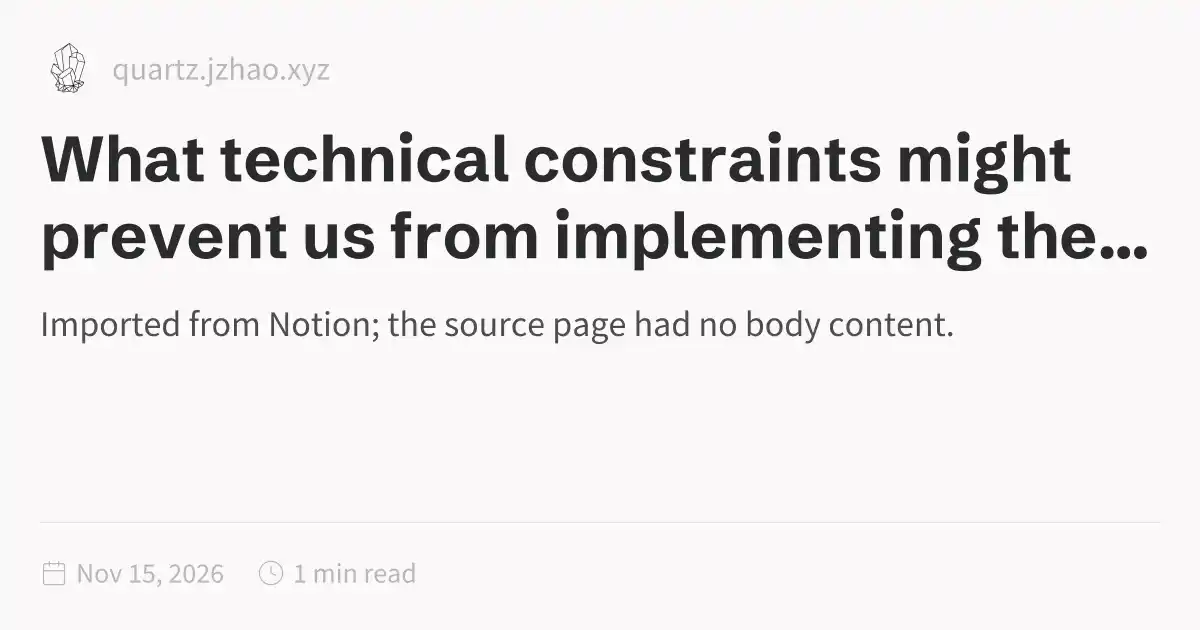 quartz.jzhao.xyz
What technical constraints might
prevent us from implementing the...
Imported from Notion; the source page had no body content.
Nov 15, 2026 1 min read